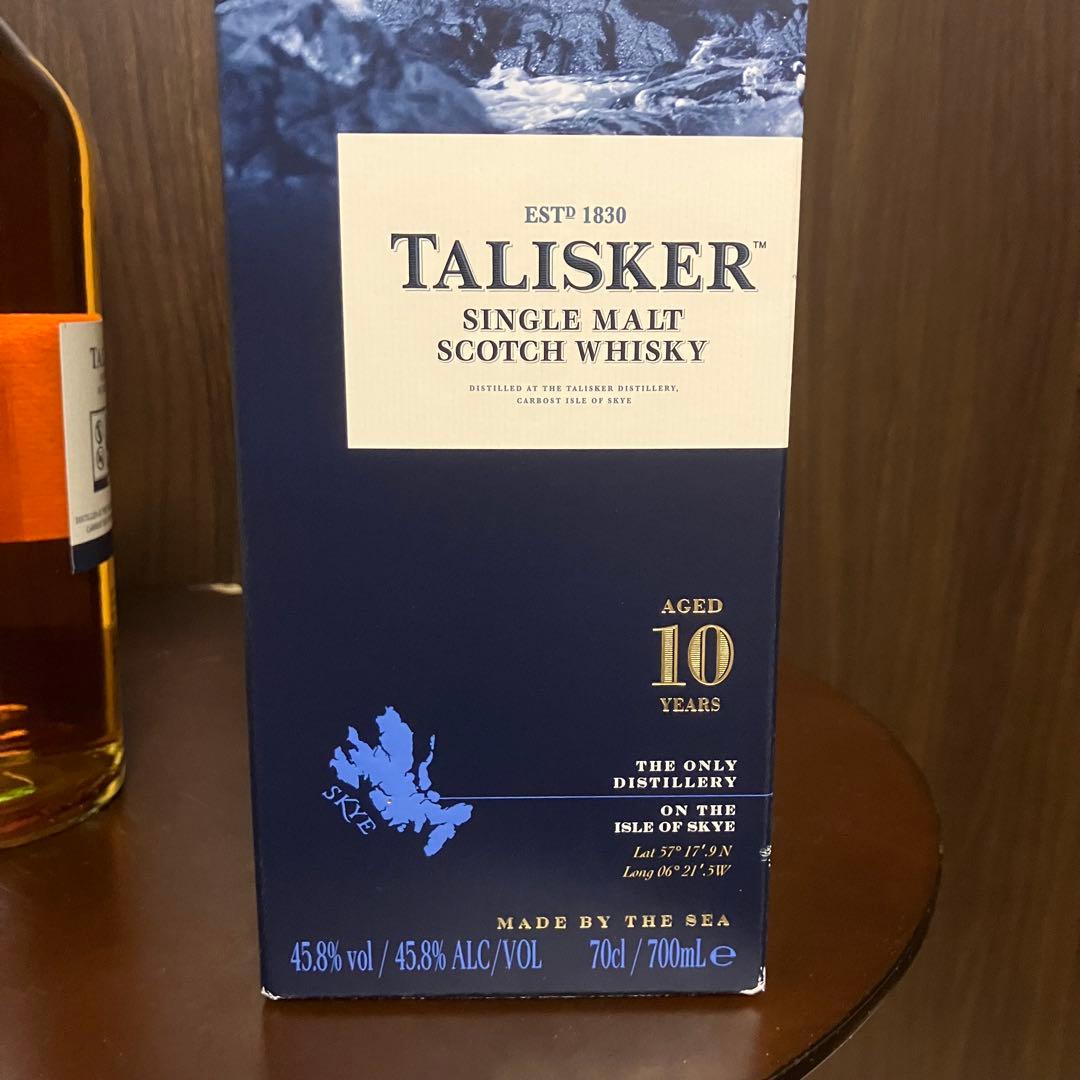 ESTD 1830
TALISKER™
SINGLE MALT
SCOTCH WHISKY
DISTILLED AT THE TALISKER DISTILLERY,
CARBOST ISLE OF SKYE
AGED
10
YEARS
THE ONLY
DISTILLERY
ON THE
ISLE OF SKYE
Lat 57° 17'.9 N
Long 06° 21'.5W
SKYE
MADE BY THE SEA
45.8% vol / 45.8% ALC/VOL 70cl / 700mL e